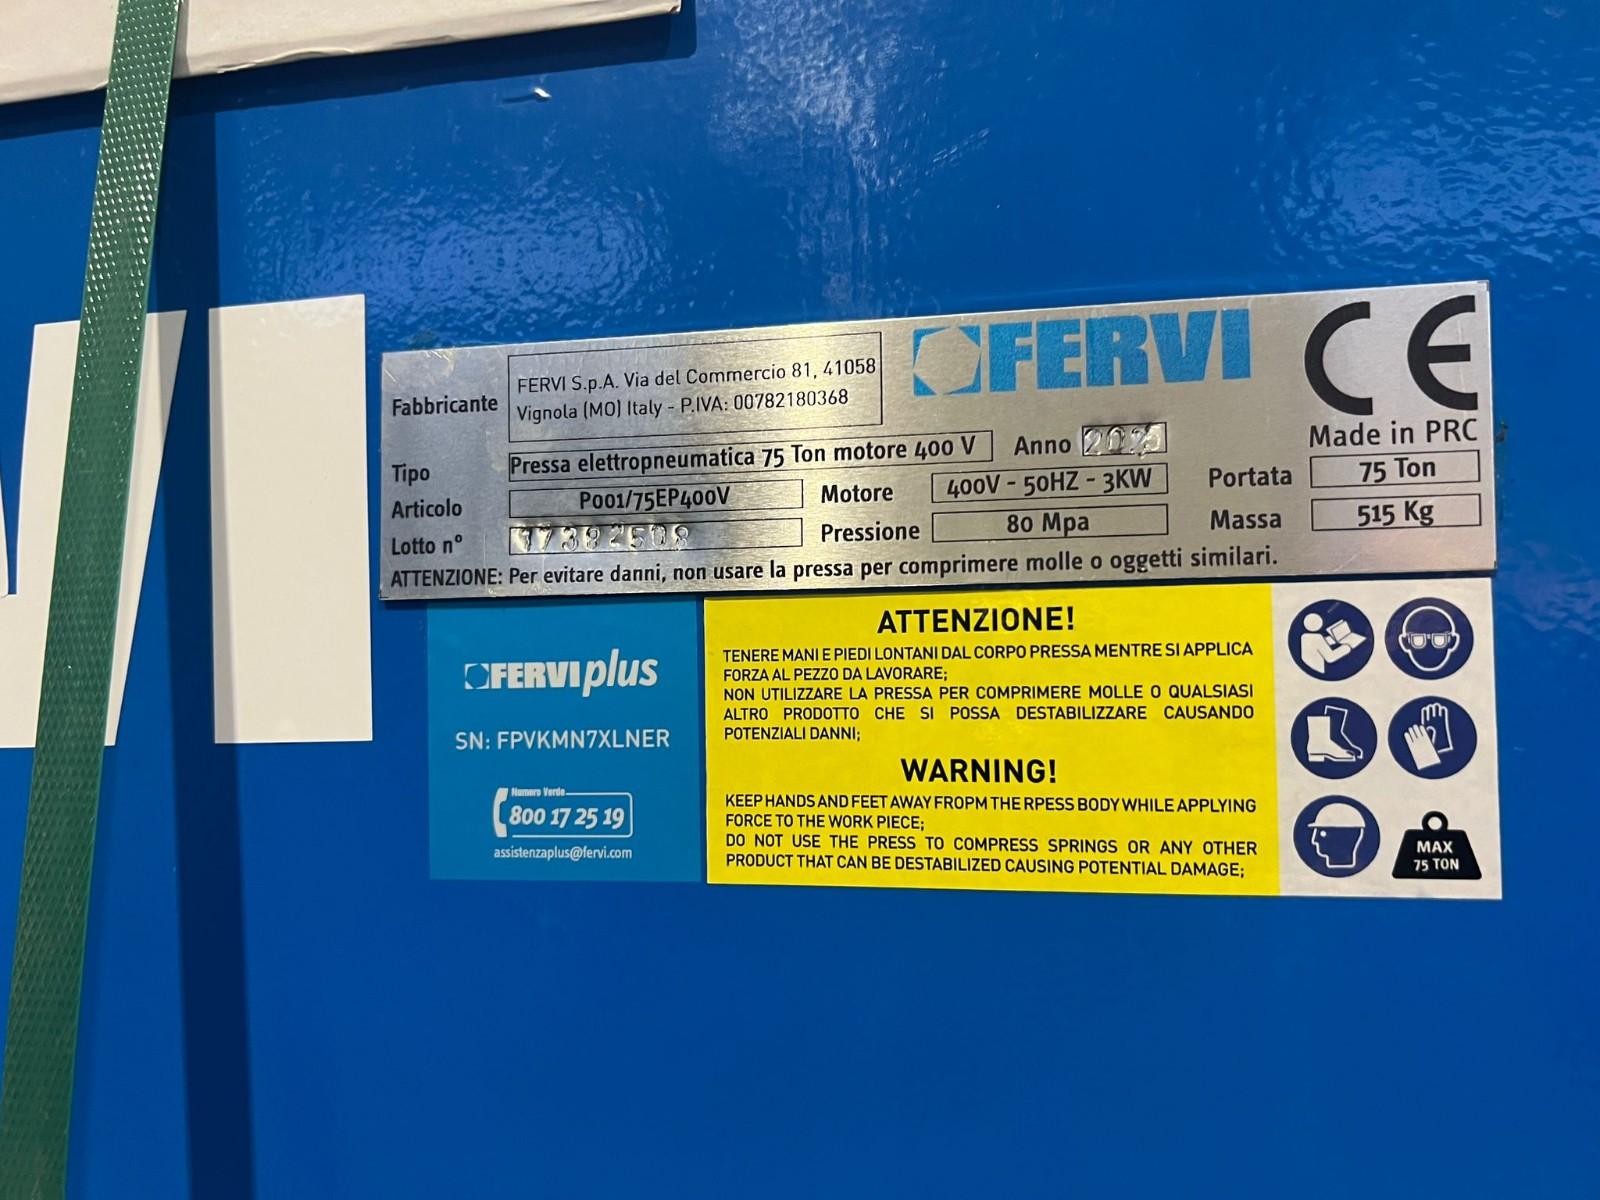 FERVI
CE
Fabbricante
FERVI S.p.A. Via del Commercio 81, 41058
Vignola (MO) Italy - P.IVA: 00782180368
Made in PRC
Tipo Pressa elettropneumatica 75 Ton motore 400 V Anno 2025
Articolo P001/75EP400V Motore 400V - 50HZ - 3KW Portata 75 Ton
Lotto n° 77382508 Pressione 80 Mpa Massa 515 Kg
ATTENZIONE: Per evitare danni, non usare la pressa per comprimere molle o oggetti similari.
FERVIplus
SN: FPVKMN7XLNER
Numero Verde
800 17 25 19
assistenzaplus@fervi.com
ATTENZIONE!
TENERE MANI E PIEDI LONTANI DAL CORPO PRESSA MENTRE SI APPLICA
FORZA AL PEZZO DA LAVORARE;
NON UTILIZZARE LA PRESSA PER COMPRIMERE MOLLE O QUALSIASI
ALTRO PRODOTTO CHE SI POSSA DESTABILIZZARE CAUSANDO
POTENZIALI DANNI;
WARNING!
KEEP HANDS AND FEET AWAY FROPM THE RPESS BODY WHILE APPLYING
FORCE TO THE WORK PIECE;
DO NOT USE THE PRESS TO COMPRESS SPRINGS OR ANY OTHER
PRODUCT THAT CAN BE DESTABILIZED CAUSING POTENTIAL DAMAGE;
MAX
75 TON